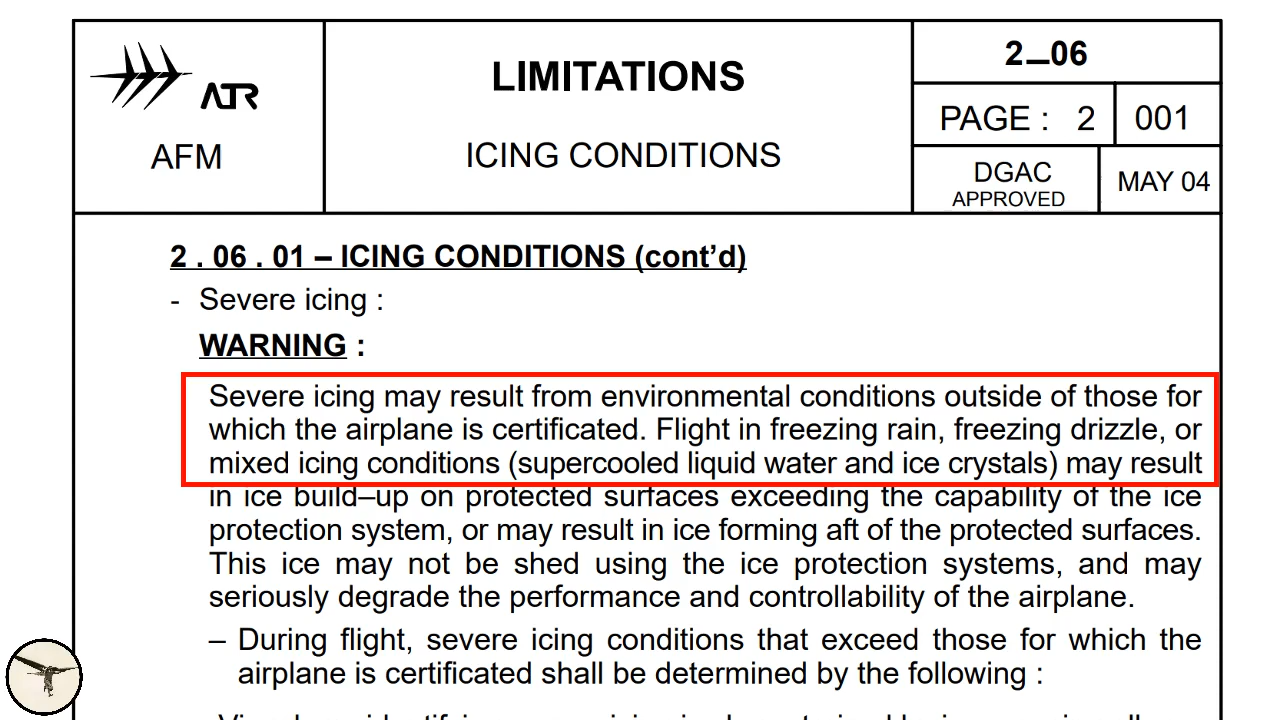 ATR
AFM
LIMITATIONS
ICING CONDITIONS
2–06
PAGE : 2
001
DGAC
APPROVED
MAY 04
2 . 06 . 01 – ICING CONDITIONS (cont’d)
- Severe icing :
WARNING :
Severe icing may result from environmental conditions outside of those for
which the airplane is certificated. Flight in freezing rain, freezing drizzle, or
mixed icing conditions (supercooled liquid water and ice crystals) may result
in ice build–up on protected surfaces exceeding the capability of the ice
protection system, or may result in ice forming aft of the protected surfaces.
This ice may not be shed using the ice protection systems, and may
seriously degrade the performance and controllability of the airplane.
– During flight, severe icing conditions that exceed those for which the
airplane is certificated shall be determined by the following :